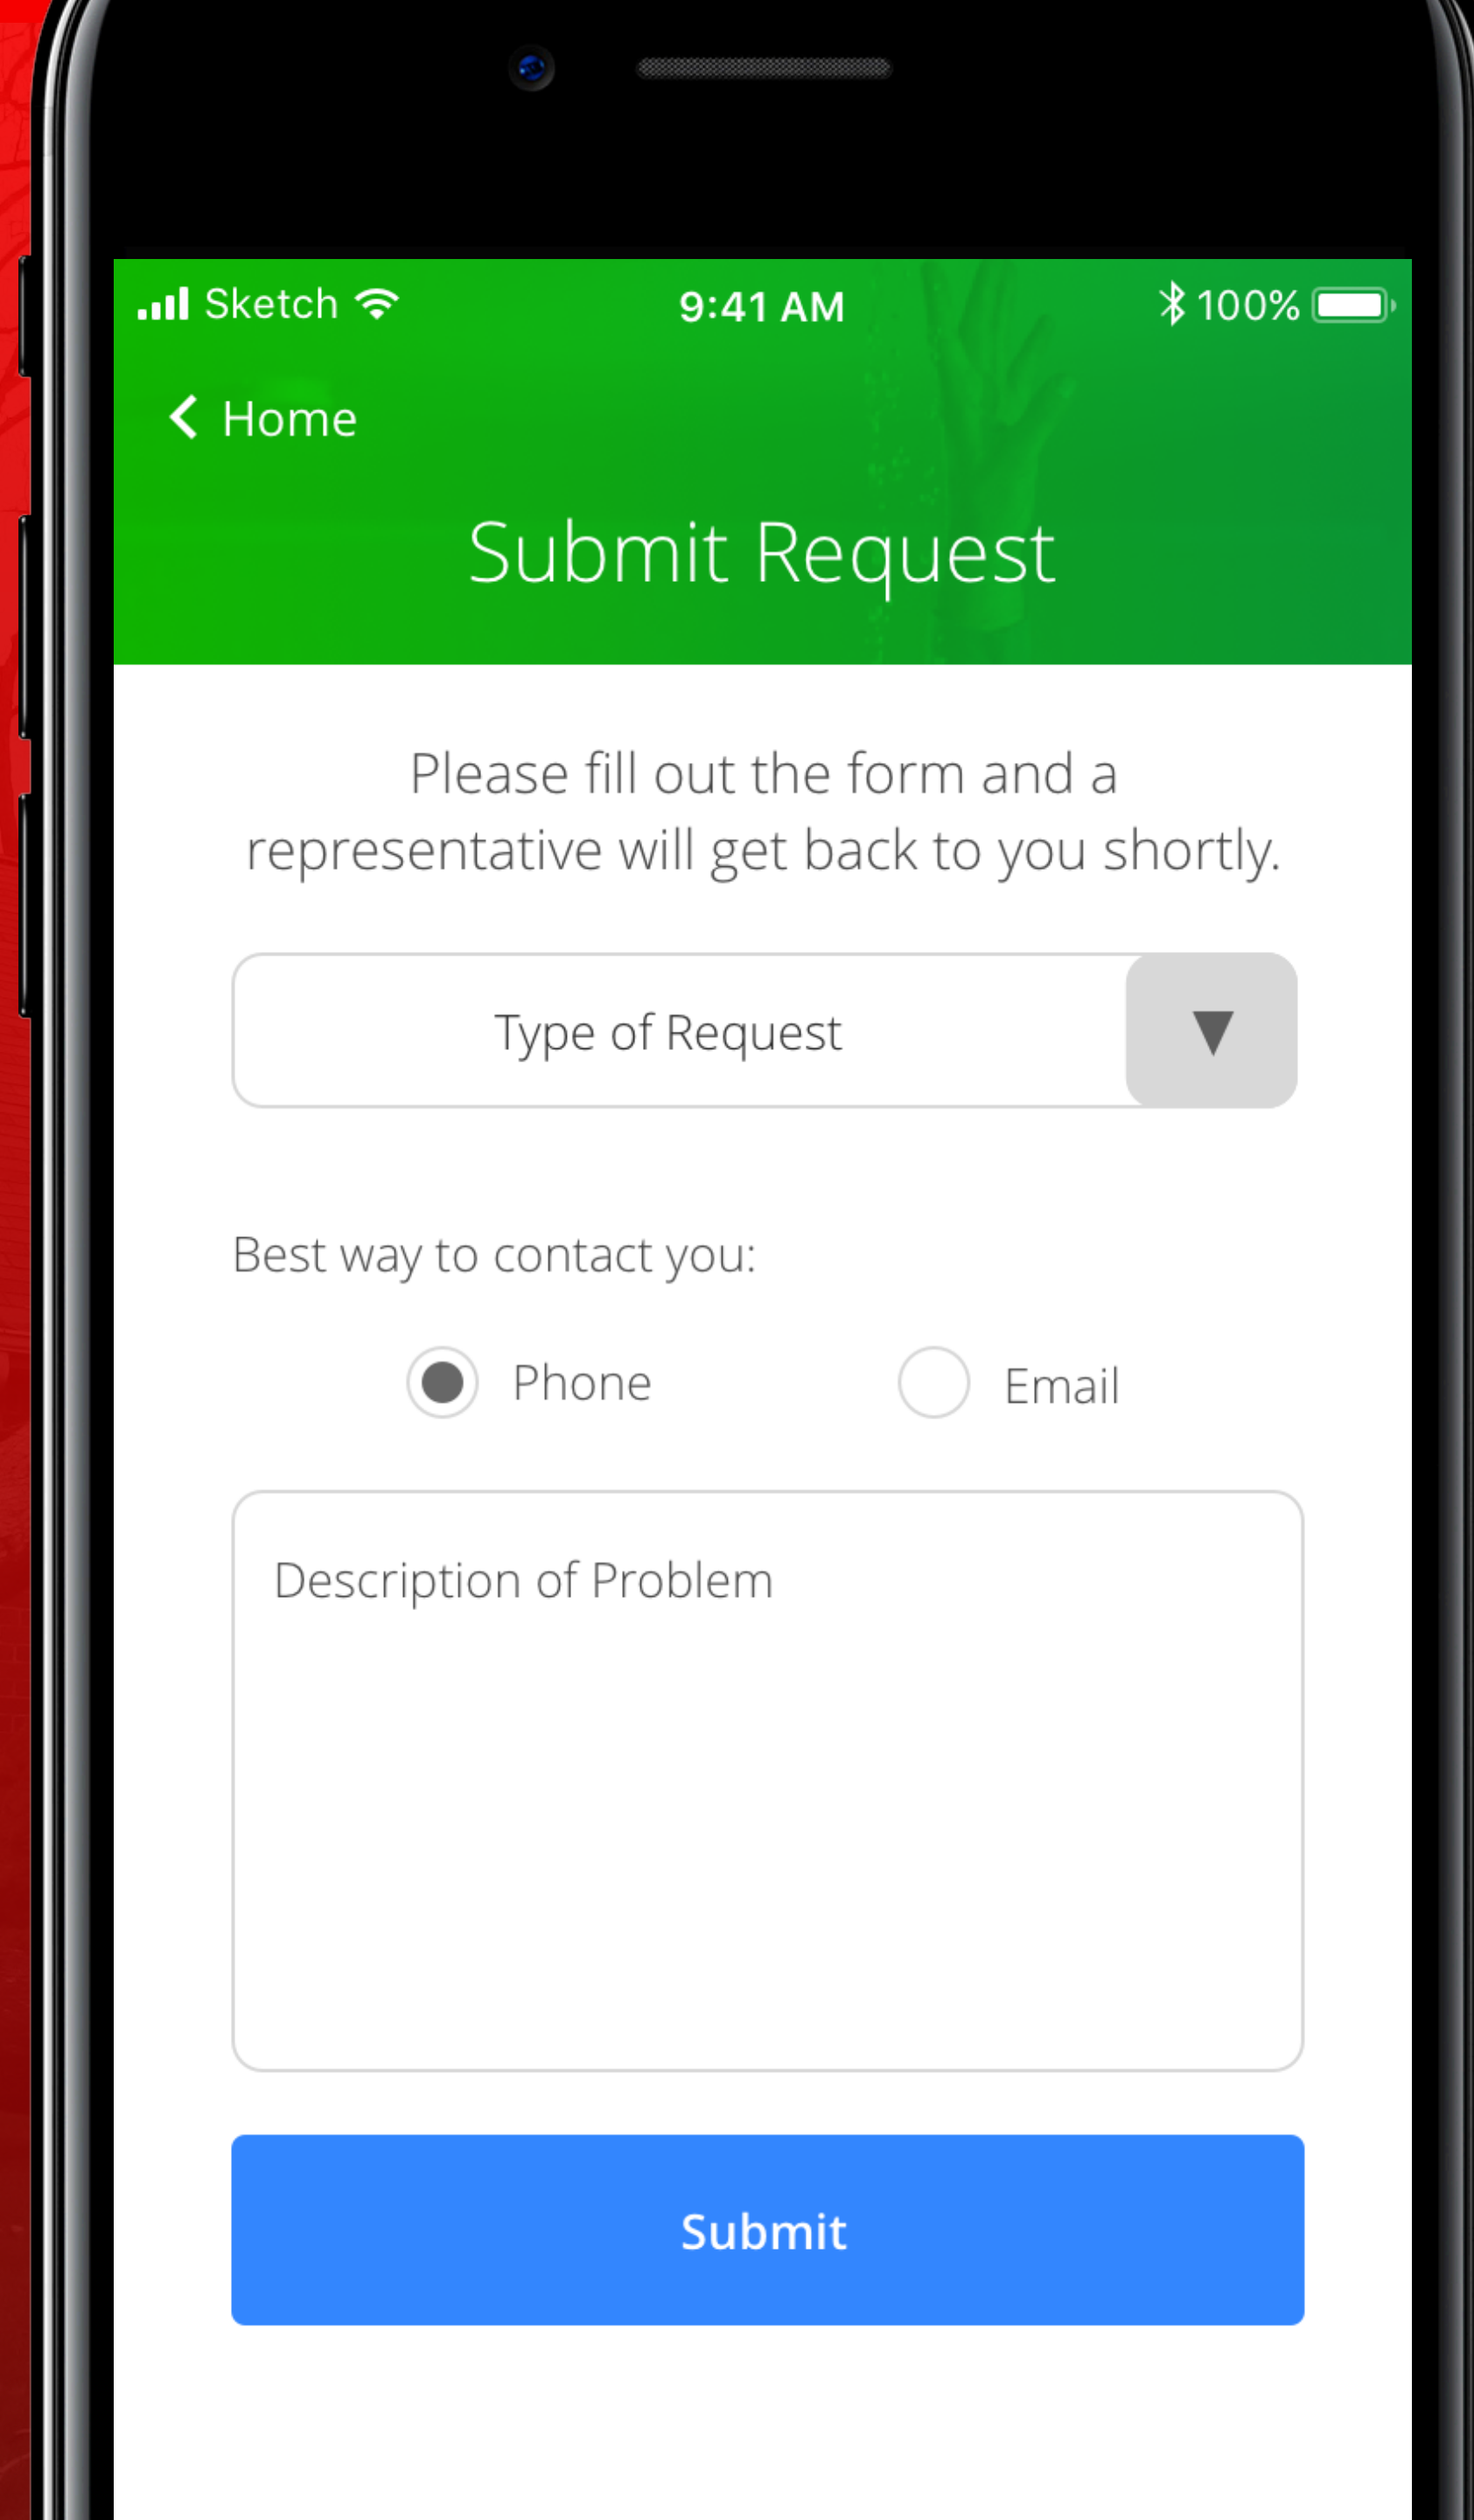 Sketch 9:41 AM 100%
Home
Submit Request
Please fill out the form and a
representative will get back to you shortly.
Type of Request
Best way to contact you:
Phone Email
Description of Problem
Submit